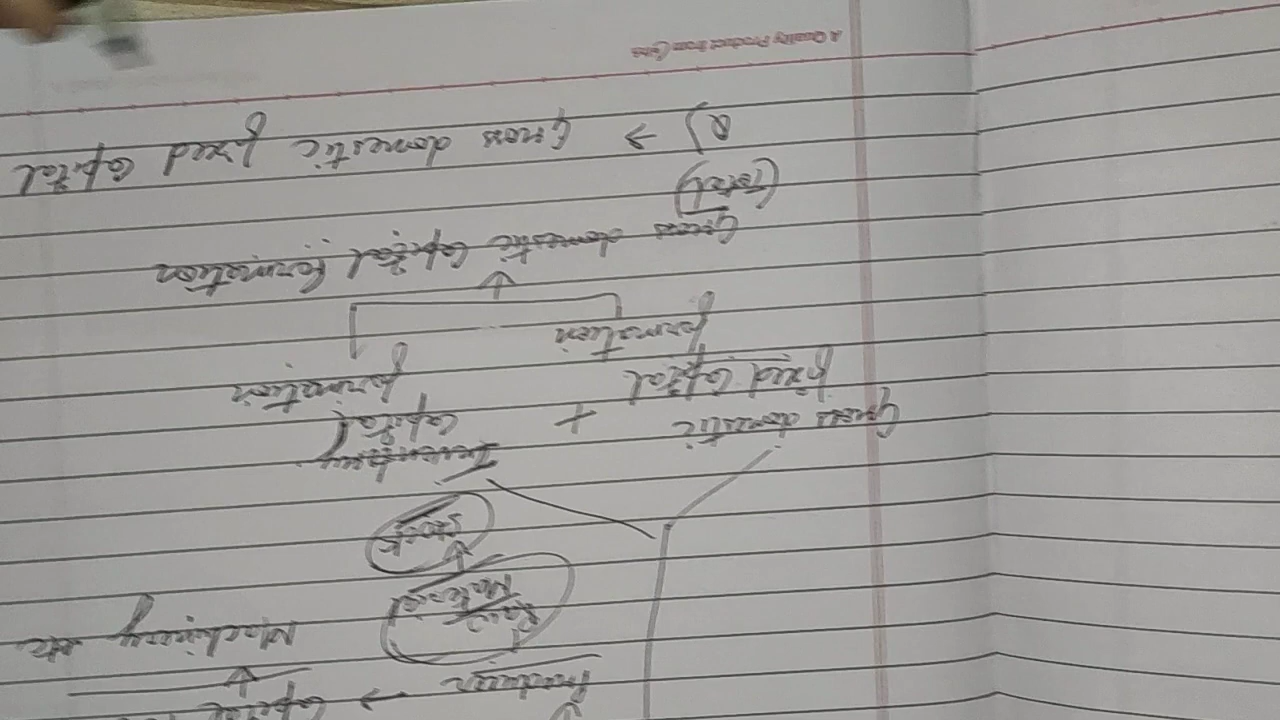 A Quality Product from
Q) → Gross domestic fixed capital
(Total)
Gross domestic capital formation
formation
fixed capital
Gross domestic
+
formation
capital
Inventory
Stock
Raw Material
Producer → Capital
Machinery etc